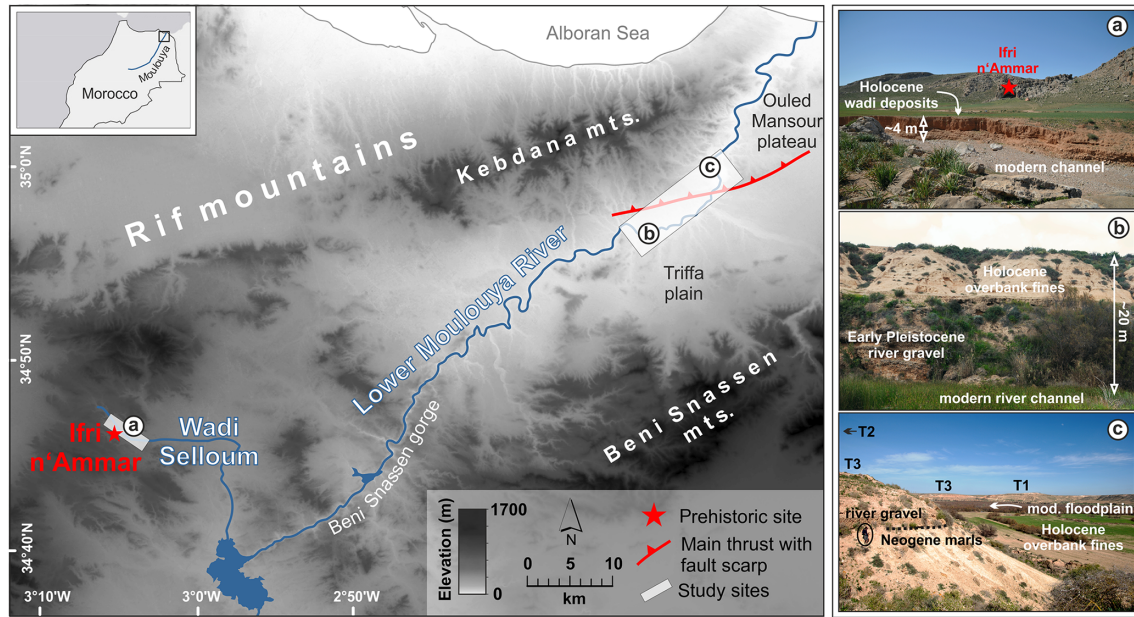 Moulouya
Morocco
Alboran Sea
Ouled
Mansour
plateau
Rif mountains
Kebdana mts.
c
b
Triffa
plain
Lower Moulouya River
Beni Snassen gorge
Beni Snassen
mts.
a
Ifri
n'Ammar
Wadi
Selloum
35°0'N
34°50'N
34°40'N
3°10'0"W
3°0'W
2°50'W
Elevation (m)
1700
0
N
0 5 10
km
Prehistoric site
Main thrust with
fault scarp
Study sites
a
Ifri
n'Ammar
Holocene
wadi deposits
~4 m
modern channel
b
Holocene
overbank fines
~20 m
Early Pleistocene
river gravel
modern river channel
c
T2
T3
T3
T1
river gravel
mod. floodplain
Neogene marls
Holocene
overbank fines